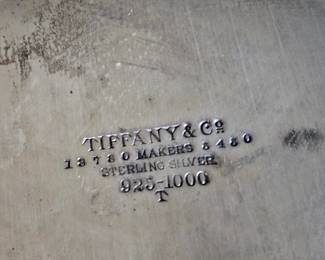 TIFFANY & Co
13780 MAKERS 5480
STERLING SILVER
925-1000
T